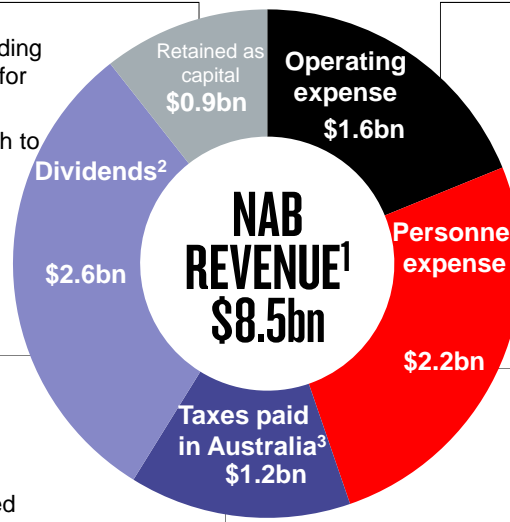 ding
for
h to
Retained as
capital
$0.9bn
Operating
expense
$1.6bn
Dividends²
$2.6bn
NAB
REVENUE¹
$8.5bn
Personne
expense
$2.2bn
Taxes paid
in Australia³
$1.2bn
ed